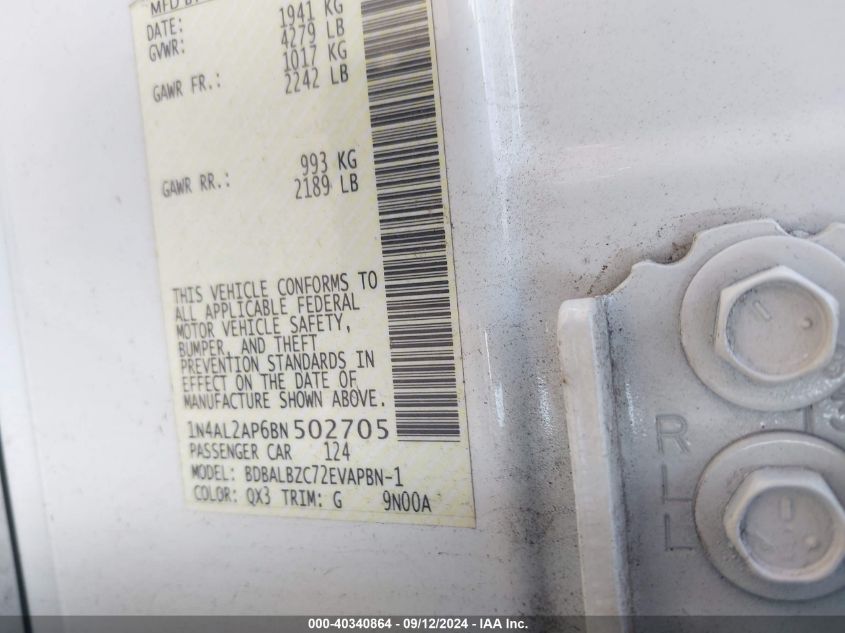 MFD BY
DATE: 1941 KG
GVWR: 4279 LB
1017 KG
GAWR FR.: 2242 LB
993 KG
GAWR RR.: 2189 LB
THIS VEHICLE CONFORMS TO
ALL APPLICABLE FEDERAL
MOTOR VEHICLE SAFETY,
BUMPER, AND THEFT
PREVENTION STANDARDS IN
EFFECT ON THE DATE OF
MANUFACTURE SHOWN ABOVE.
1N4AL2AP6BN502705
PASSENGER CAR 124
MODEL: BDBALBZC72EVAPBN-1
COLOR: QX3 TRIM: G 9N00A
R
L
L
000-40340864 - 09/12/2024 - IAA Inc.